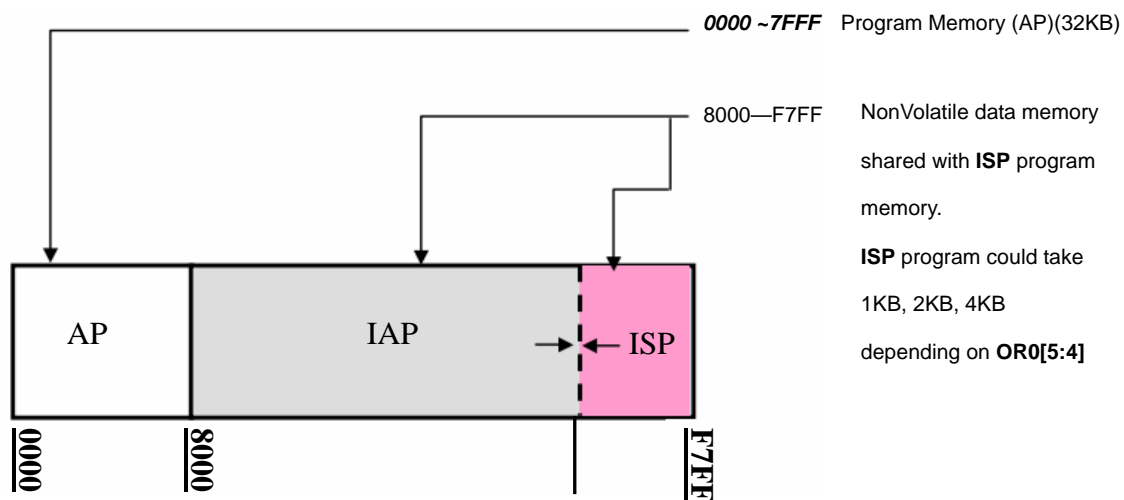 0000 ~7FFF Program Memory (AP)(32KB)
8000—F7FF NonVolatile data memory
shared with ISP program
memory.
ISP program could take
1KB, 2KB, 4KB
depending on OR0[5:4]
AP IAP ISP
0000 8000 F7FF